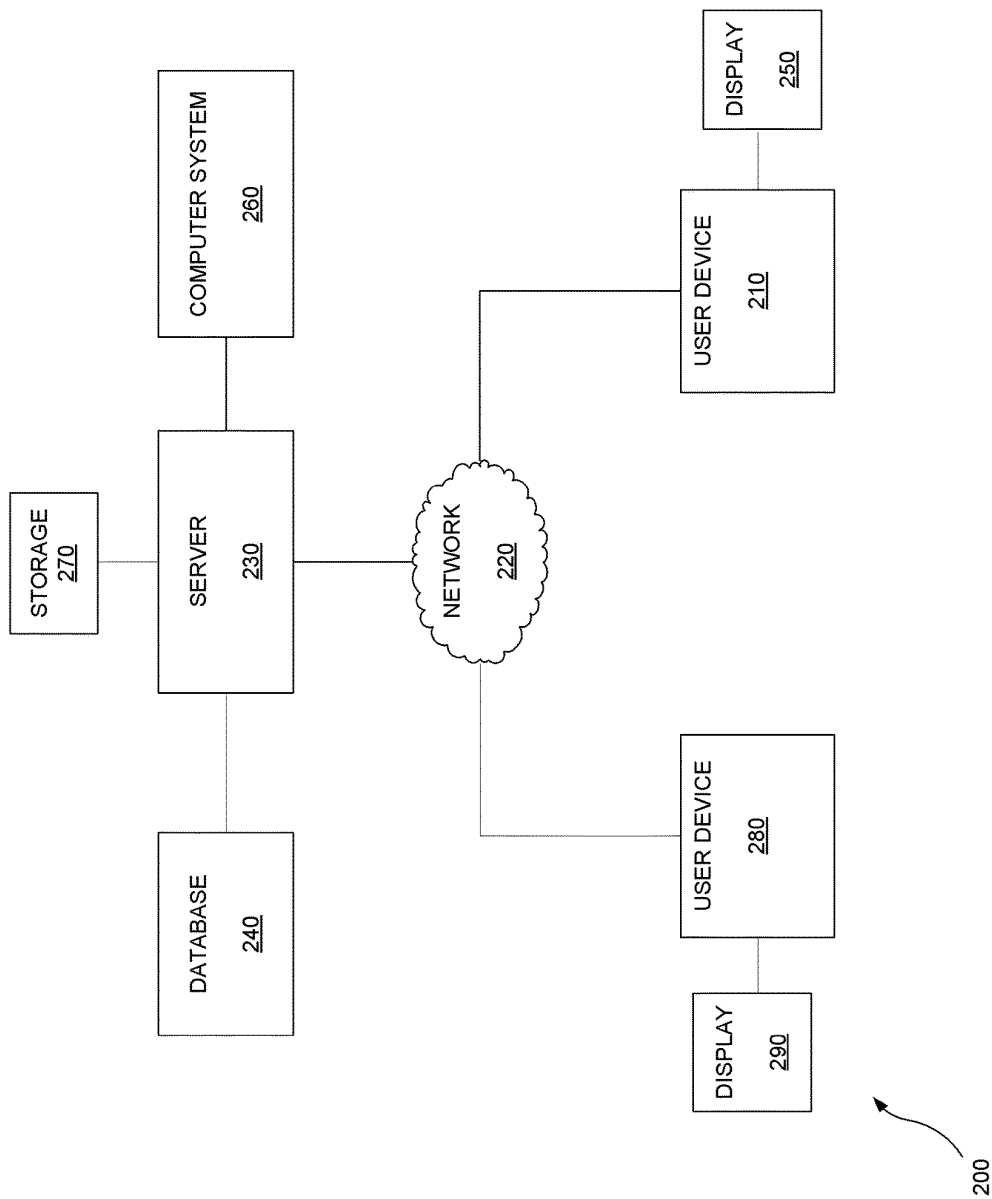 STORAGE
270
DATABASE
240
SERVER
230
COMPUTER SYSTEM
260
NETWORK
220
DISPLAY
290
USER DEVICE
280
USER DEVICE
210
DISPLAY
250
200